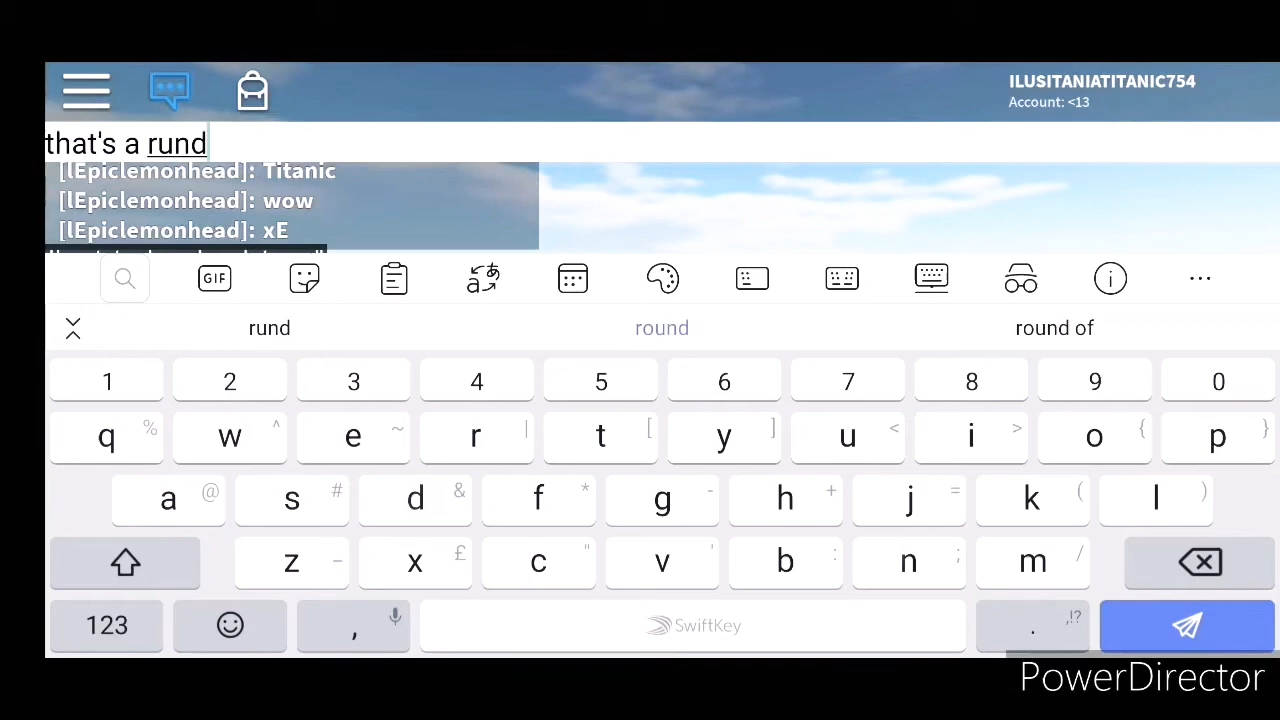 ILUSITANIATITANIC754
Account: <13
that's a rund
[lEpiclemonhead]: Titanic
[lEpiclemonhead]: wow
[lEpiclemonhead]: xE
GIF
rund round round of
1 2 3 4 5 6 7 8 9 0
q % w ^ e ~ r | t [ y ] u < i > o { p }
a @ s # d & f * g - h + j = k ( l )
z _ x £ c " v ' b : n ; m /
123 , SwiftKey . ,!?
PowerDirector